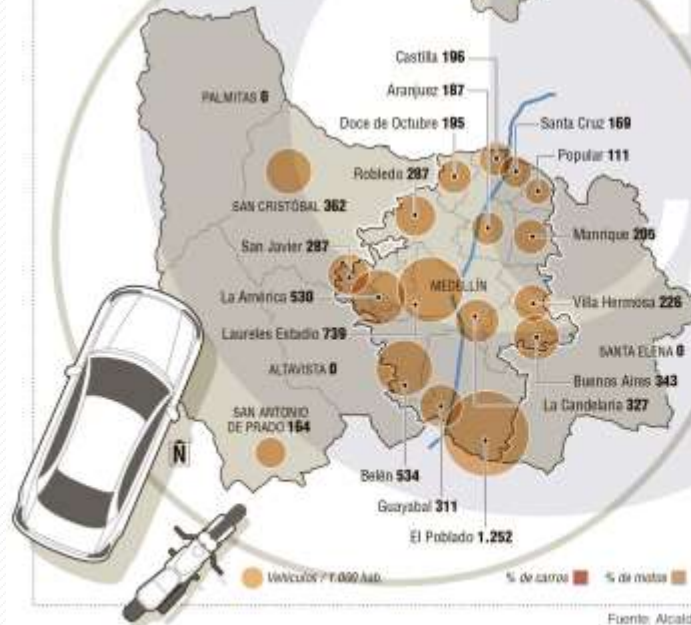 Castilla 196
Aranjuez 187
PALMITAS 0
Doce de Octubre 195
Santa Cruz 169
Popular 111
Robledo 287
SAN CRISTÓBAL 362
Manrique 205
San Javier 287
MEDELLÍN
La América 530
Villa Hermosa 226
Laureles Estadio 739
SANTA ELENA 0
ALTAVISTA 0
Buenos Aires 343
La Candelaria 327
SAN ANTONIO
DE PRADO 164
Ñ
Belén 534
Guayabal 311
El Poblado 1.252
Vehículos / 1.000 hab.
% de carros
% de motos
Fuente: Alcald